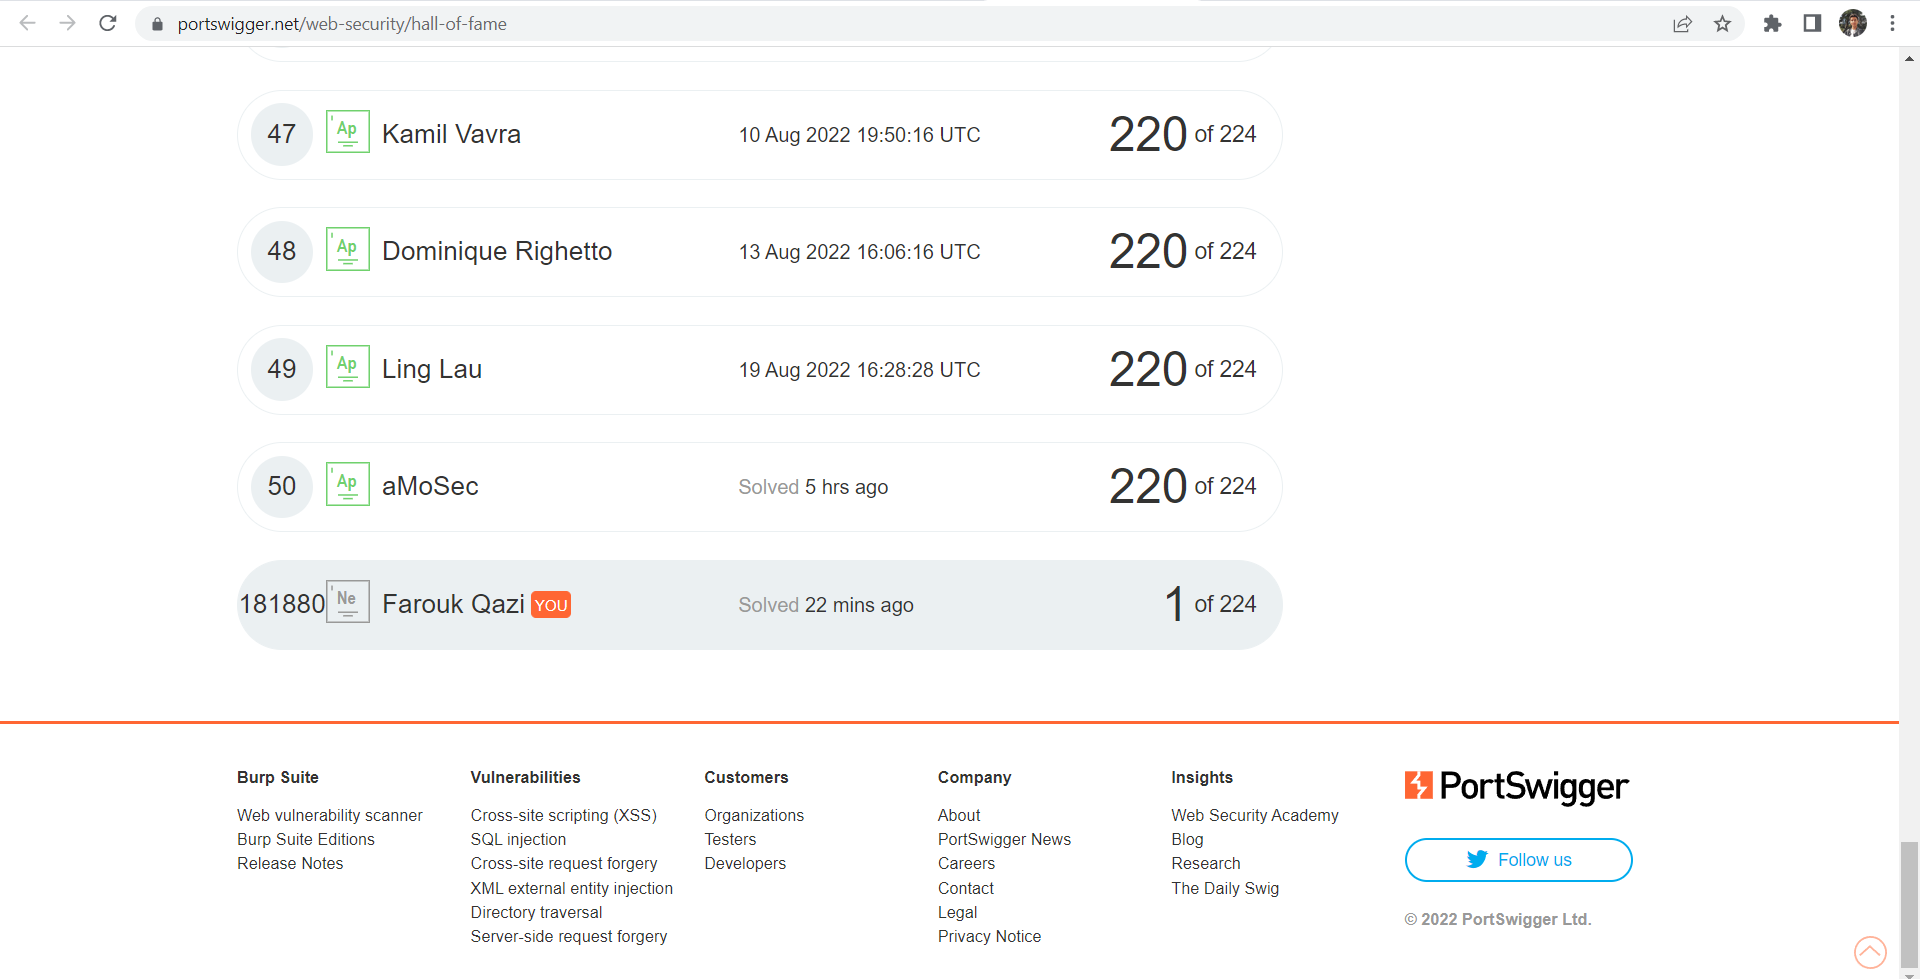 portswigger.net/web-security/hall-of-fame
47 Ap Kamil Vavra 10 Aug 2022 19:50:16 UTC 220 of 224
48 Ap Dominique Righetto 13 Aug 2022 16:06:16 UTC 220 of 224
49 Ap Ling Lau 19 Aug 2022 16:28:28 UTC 220 of 224
50 Ap aMoSec Solved 5 hrs ago 220 of 224
181880 Ne Farouk Qazi YOU Solved 22 mins ago 1 of 224
Burp Suite
Web vulnerability scanner
Burp Suite Editions
Release Notes
Vulnerabilities
Cross-site scripting (XSS)
SQL injection
Cross-site request forgery
XML external entity injection
Directory traversal
Server-side request forgery
Customers
Organizations
Testers
Developers
Company
About
PortSwigger News
Careers
Contact
Legal
Privacy Notice
Insights
Web Security Academy
Blog
Research
The Daily Swig
PortSwigger
Follow us
© 2022 PortSwigger Ltd.